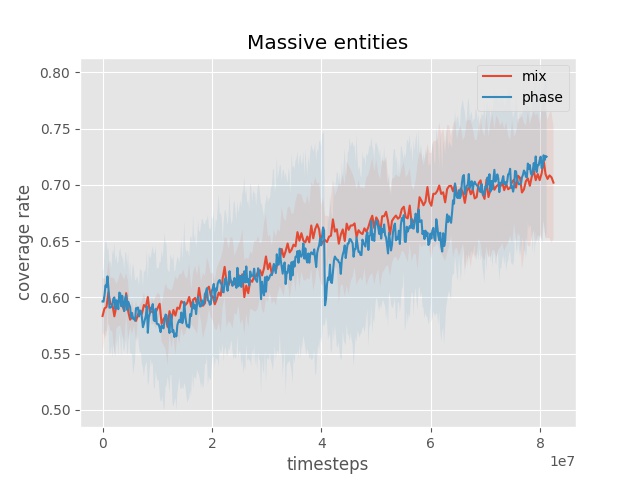 Massive entities
mix
phase
coverage rate
0.80
0.75
0.70
0.65
0.60
0.55
0.50
0 2 4 6 8
1e7
timesteps